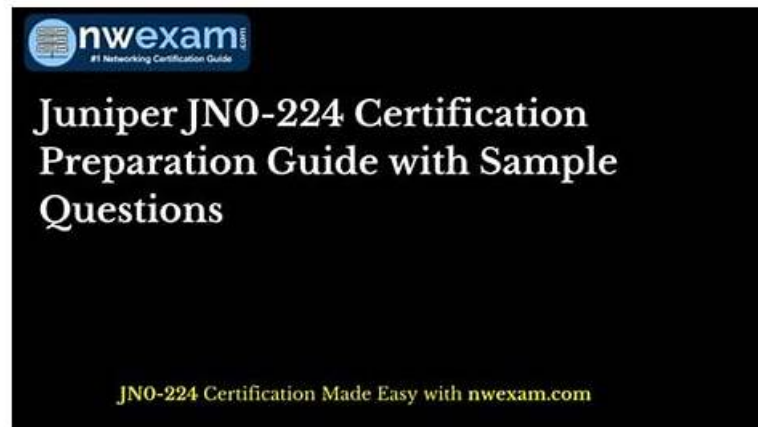 nwexam.com
#1 Networking Certification Guide
Juniper JN0-224 Certification
Preparation Guide with Sample
Questions
JN0-224 Certification Made Easy with nwexam.com